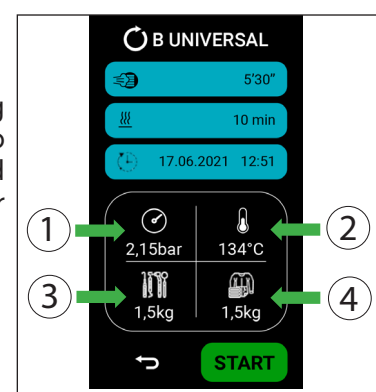 B UNIVERSAL
5'30"
10 min
17.06.2021 12:51
1 2
2,15bar 134°C
3 4
1,5kg 1,5kg
START